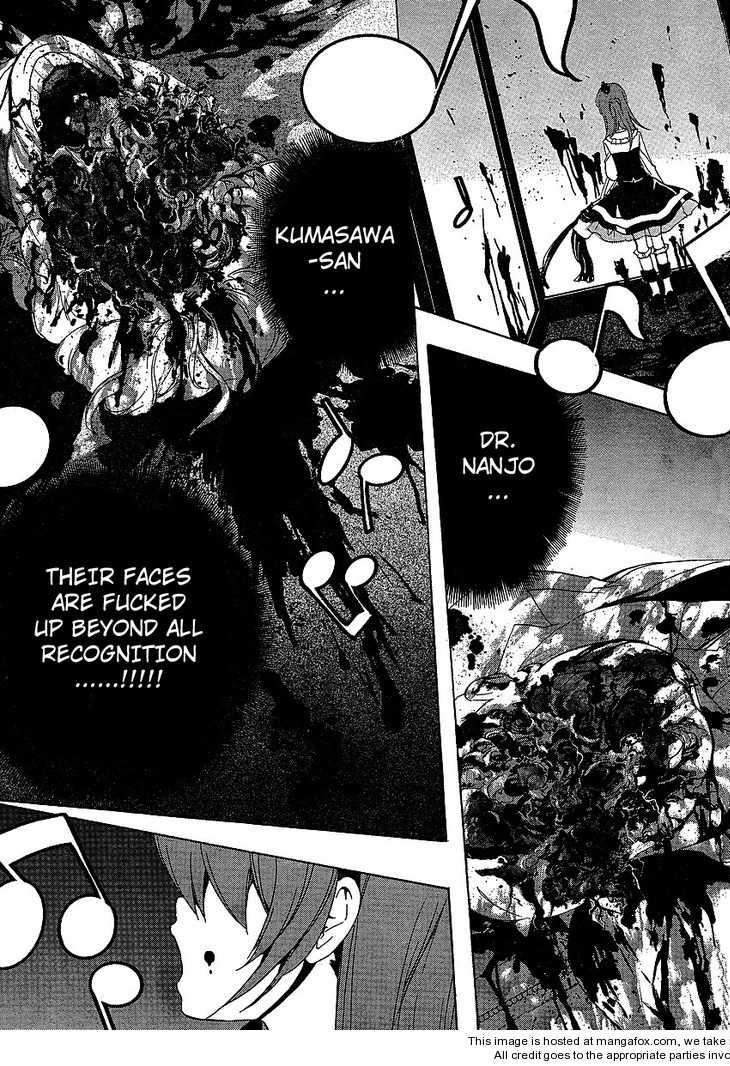 KUMASAWA
-SAN
...
DR.
NANJO
...
THEIR FACES
ARE FUCKED
UP BEYOND ALL
RECOGNITION
......!!!!!
This image is hosted at mangafox.com, we take
All credit goes to the appropriate parties invo